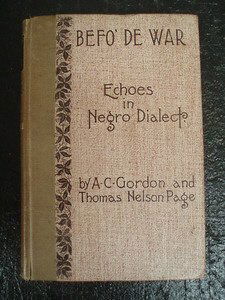 BEFO' DE WAR
Echoes
in
Negro Dialect
by A·C·Gordon and
Thomas Nelson Page